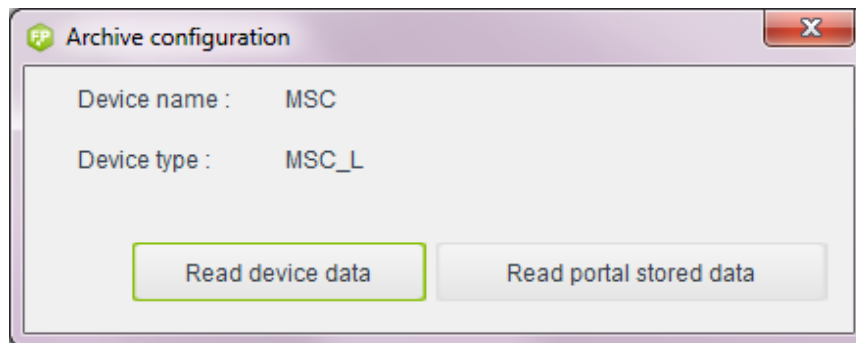 FP Archive configuration
Device name : MSC
Device type : MSC_L
Read device data Read portal stored data